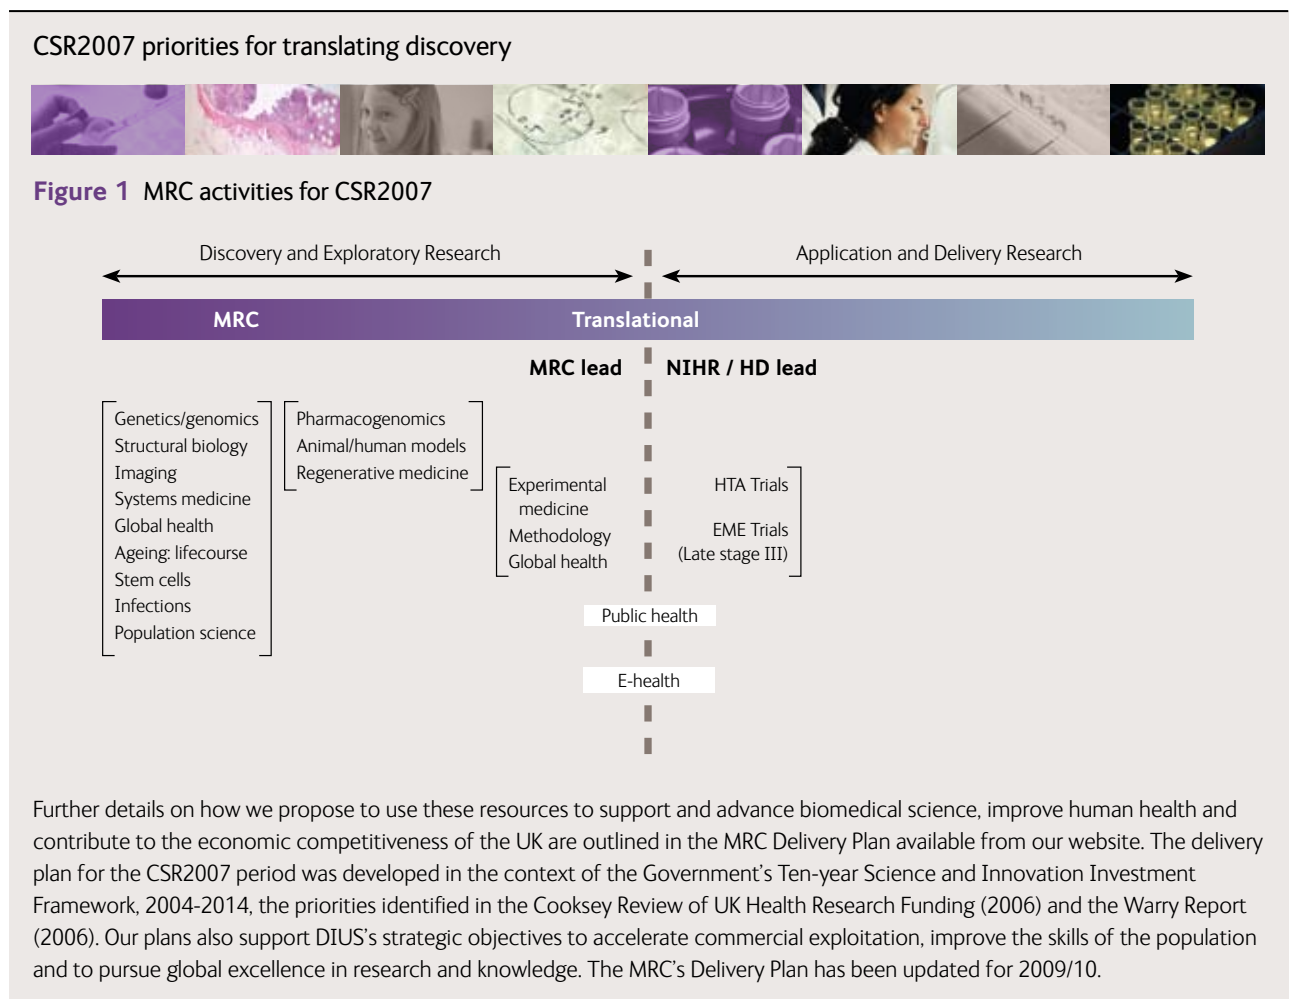 CSR2007 priorities for translating discovery
Figure 1 MRC activities for CSR2007
Discovery and Exploratory Research
Application and Delivery Research
MRC
Translational
MRC lead
NIHR / HD lead
Genetics/genomics
Structural biology
Imaging
Systems medicine
Global health
Ageing: lifecourse
Stem cells
Infections
Population science
Pharmacogenomics
Animal/human models
Regenerative medicine
Experimental
medicine
Methodology
Global health
HTA Trials
EME Trials
(Late stage III)
Public health
E-health
Further details on how we propose to use these resources to support and advance biomedical science, improve human health and
contribute to the economic competitiveness of the UK are outlined in the MRC Delivery Plan available from our website. The delivery
plan for the CSR2007 period was developed in the context of the Government’s Ten-year Science and Innovation Investment
Framework, 2004-2014, the priorities identified in the Cooksey Review of UK Health Research Funding (2006) and the Warry Report
(2006). Our plans also support DIUS’s strategic objectives to accelerate commercial exploitation, improve the skills of the population
and to pursue global excellence in research and knowledge. The MRC’s Delivery Plan has been updated for 2009/10.